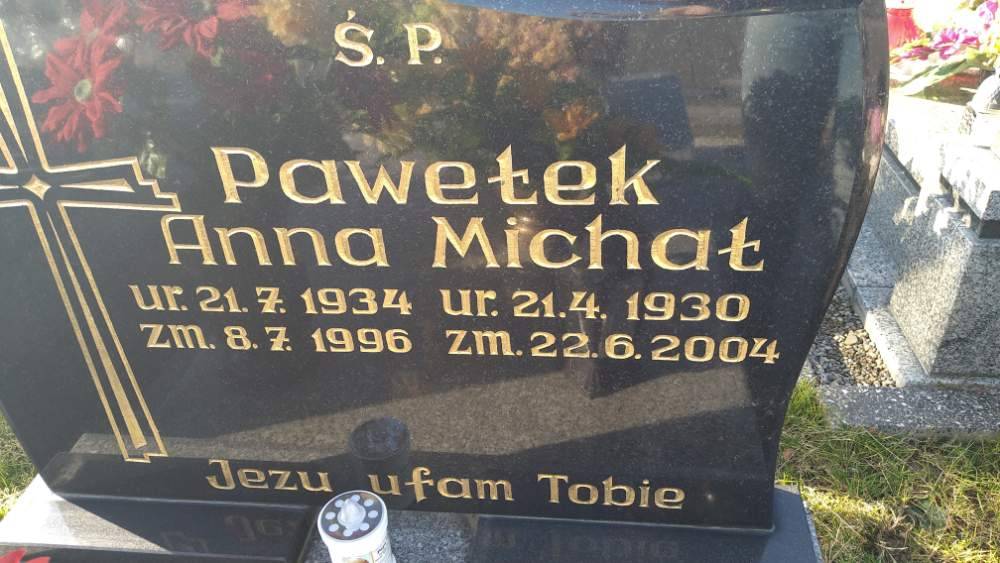 Ś. P.
Pawełek
Anna Michał
ur. 21. 7. 1934 ur. 21. 4. 1930
zm. 8. 7. 1996 zm. 22. 6. 2004
Jezu ufam Tobie